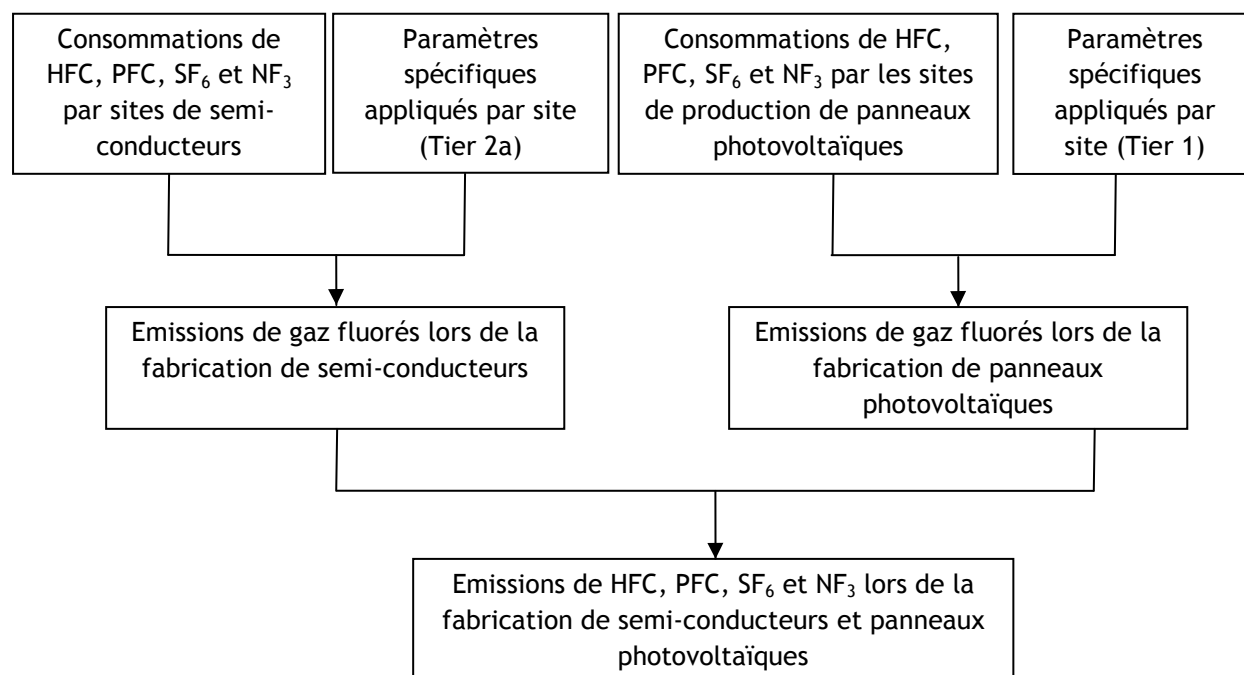 Consommations de
HFC, PFC, SF₆ et NF₃
par sites de semi-
conducteurs
Paramètres
spécifiques
appliqués par site
(Tier 2a)
Consommations de HFC,
PFC, SF₆ et NF₃ par les sites
de production de panneaux
photovoltaïques
Paramètres
spécifiques
appliqués par
site (Tier 1)
Emissions de gaz fluorés lors de la
fabrication de semi-conducteurs
Emissions de gaz fluorés lors de la
fabrication de panneaux
photovoltaïques
Emissions de HFC, PFC, SF₆ et NF₃ lors de la
fabrication de semi-conducteurs et panneaux
photovoltaïques